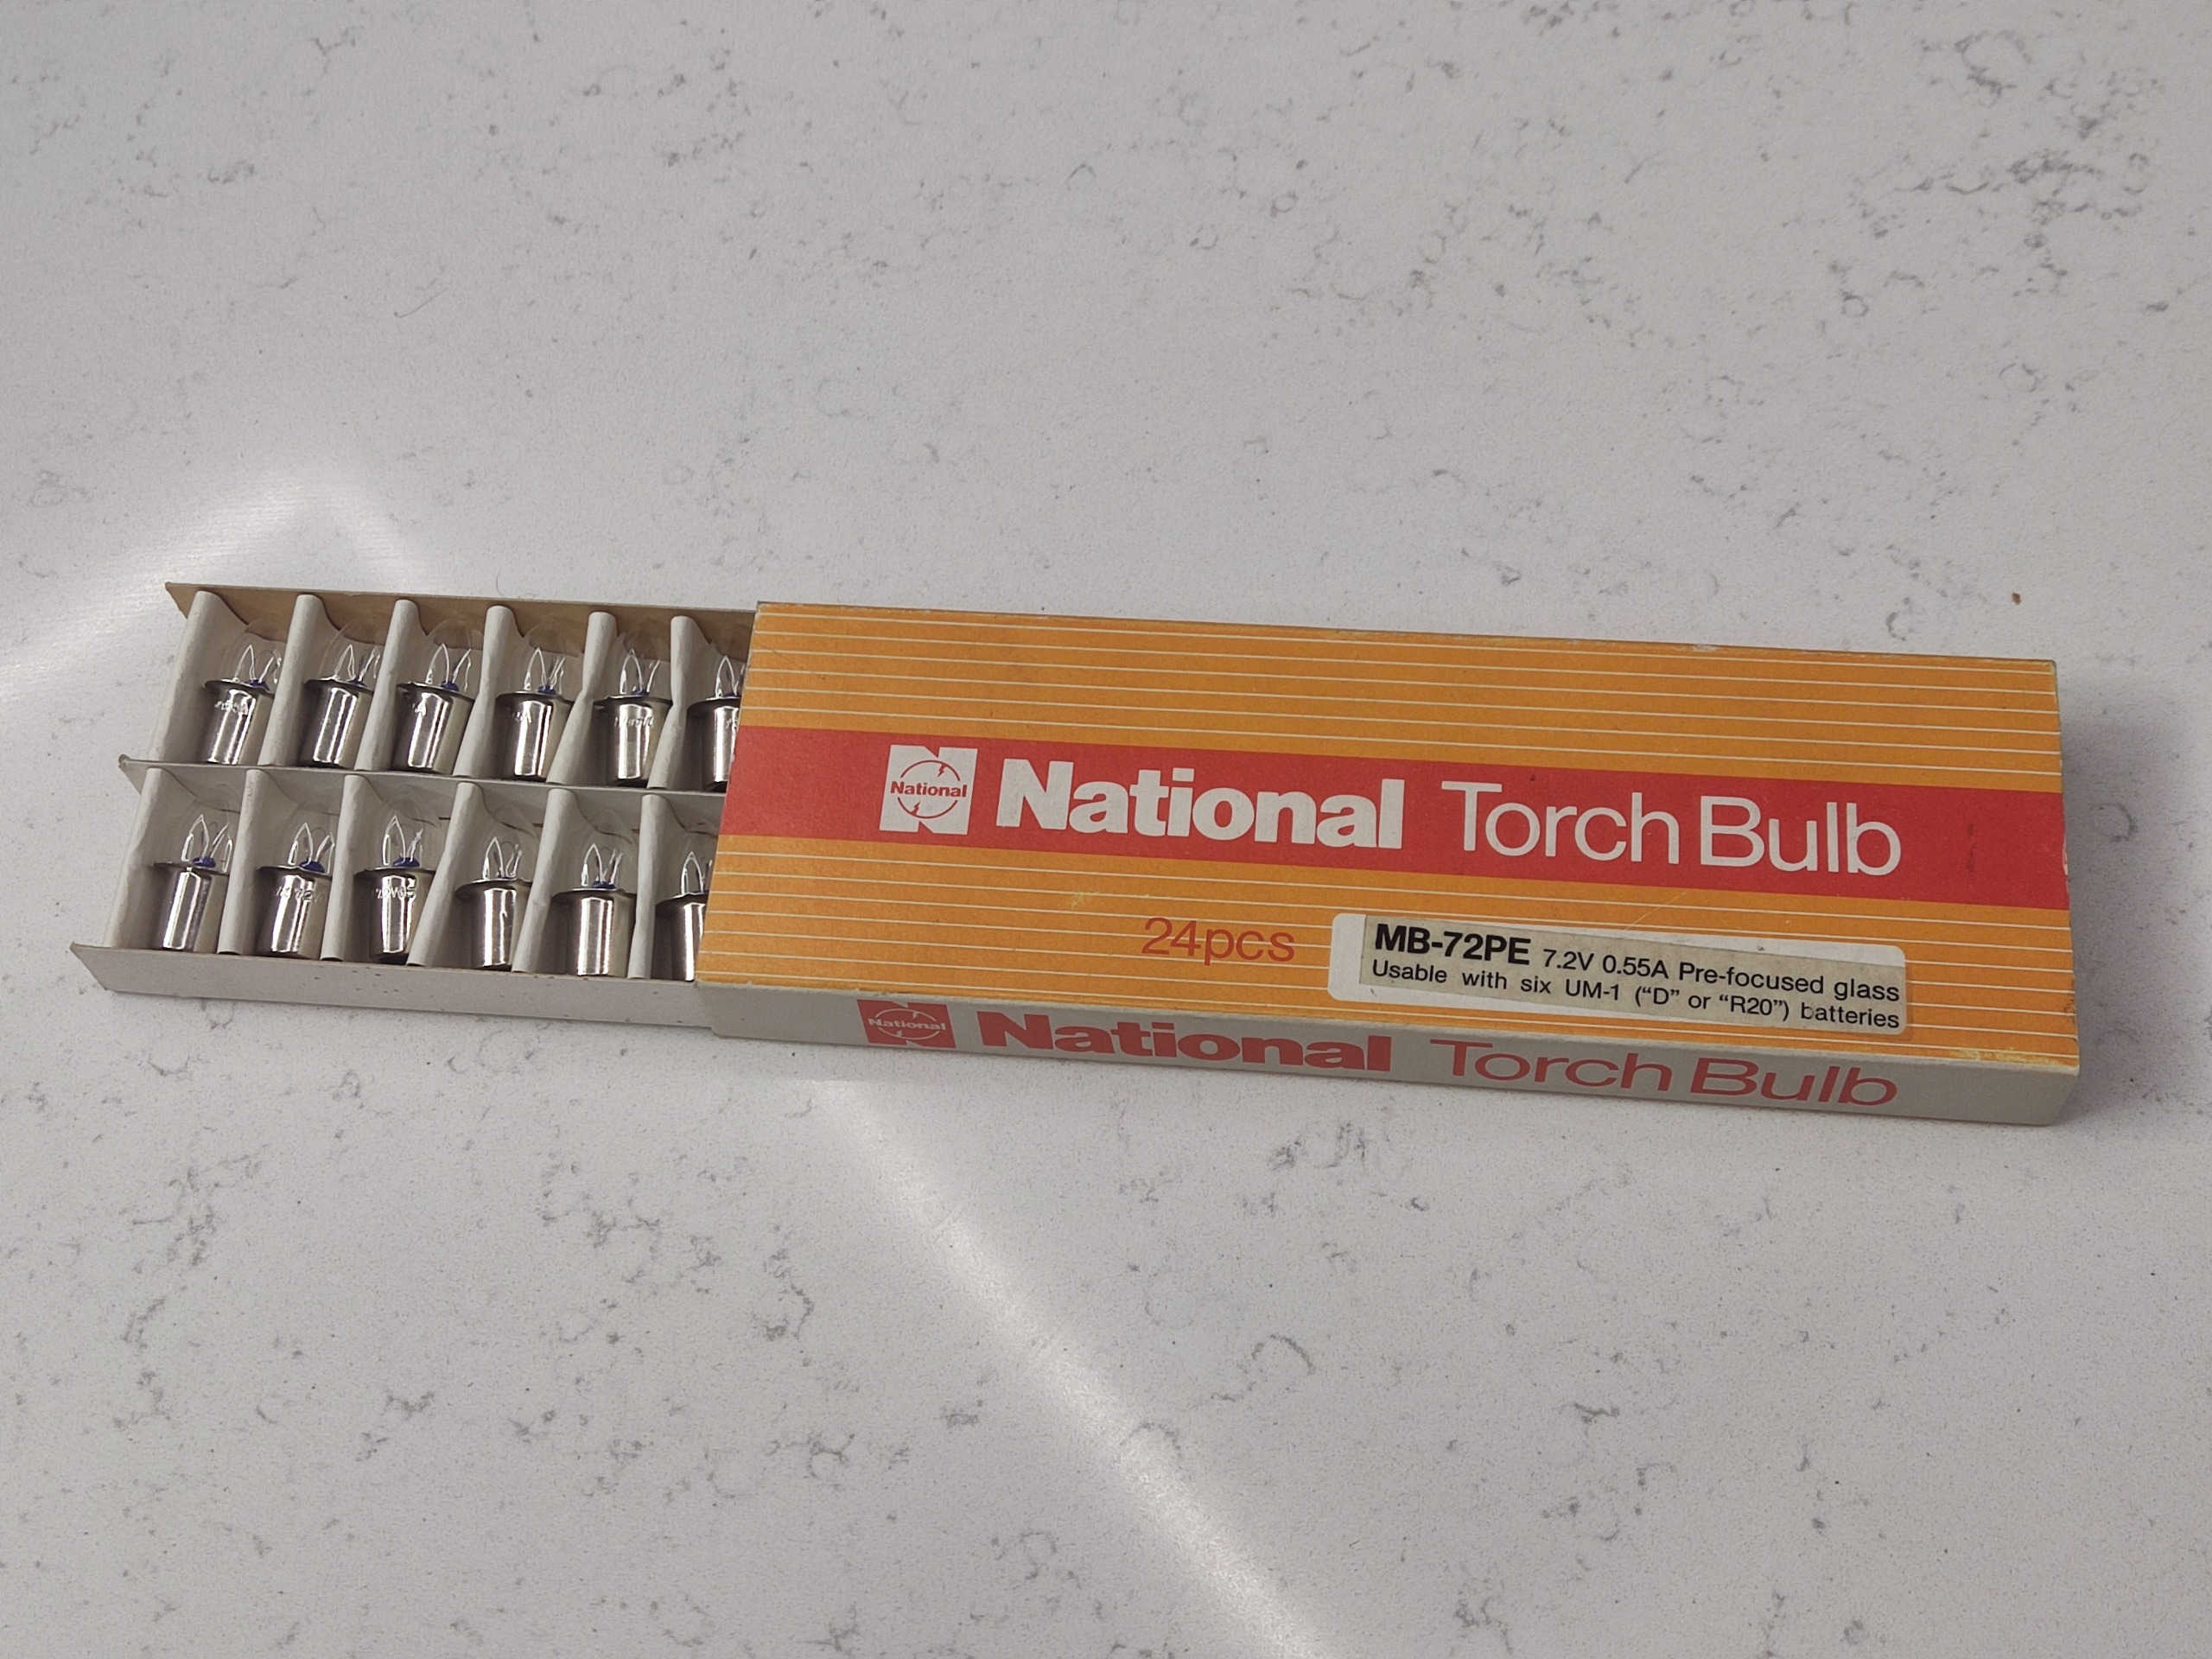 National
National Torch Bulb
24pcs
MB-72PE 7.2V 0.55A Pre-focused glass
Usable with six UM-1 ("D" or "R20") batteries
National
National Torch Bulb